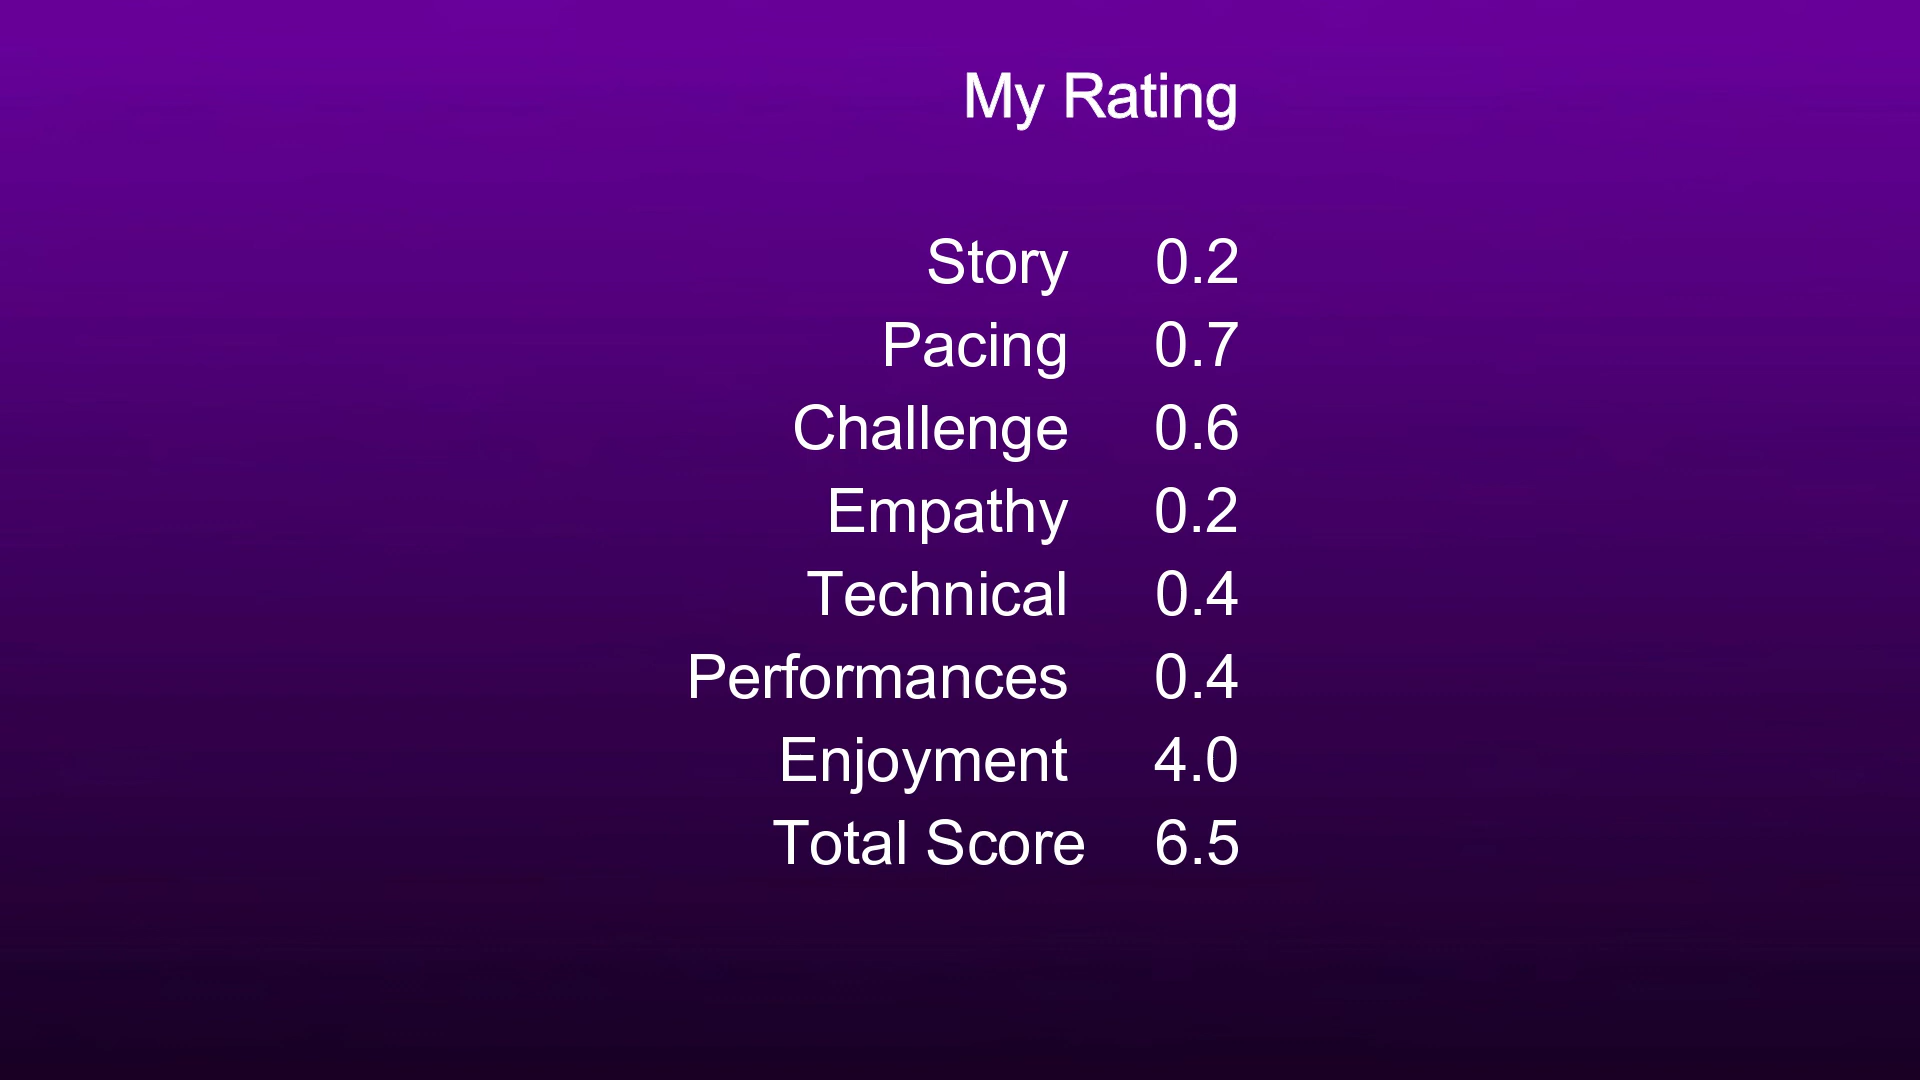 My Rating
Story 0.2
Pacing 0.7
Challenge 0.6
Empathy 0.2
Technical 0.4
Performances 0.4
Enjoyment 4.0
Total Score 6.5